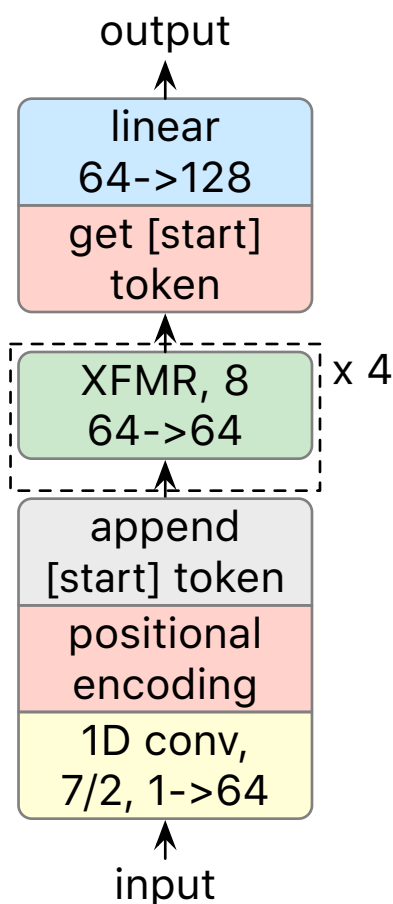 output
linear
64->128
get [start]
token
XFMR, 8
64->64
x 4
append
[start] token
positional
encoding
1D conv,
7/2, 1->64
input